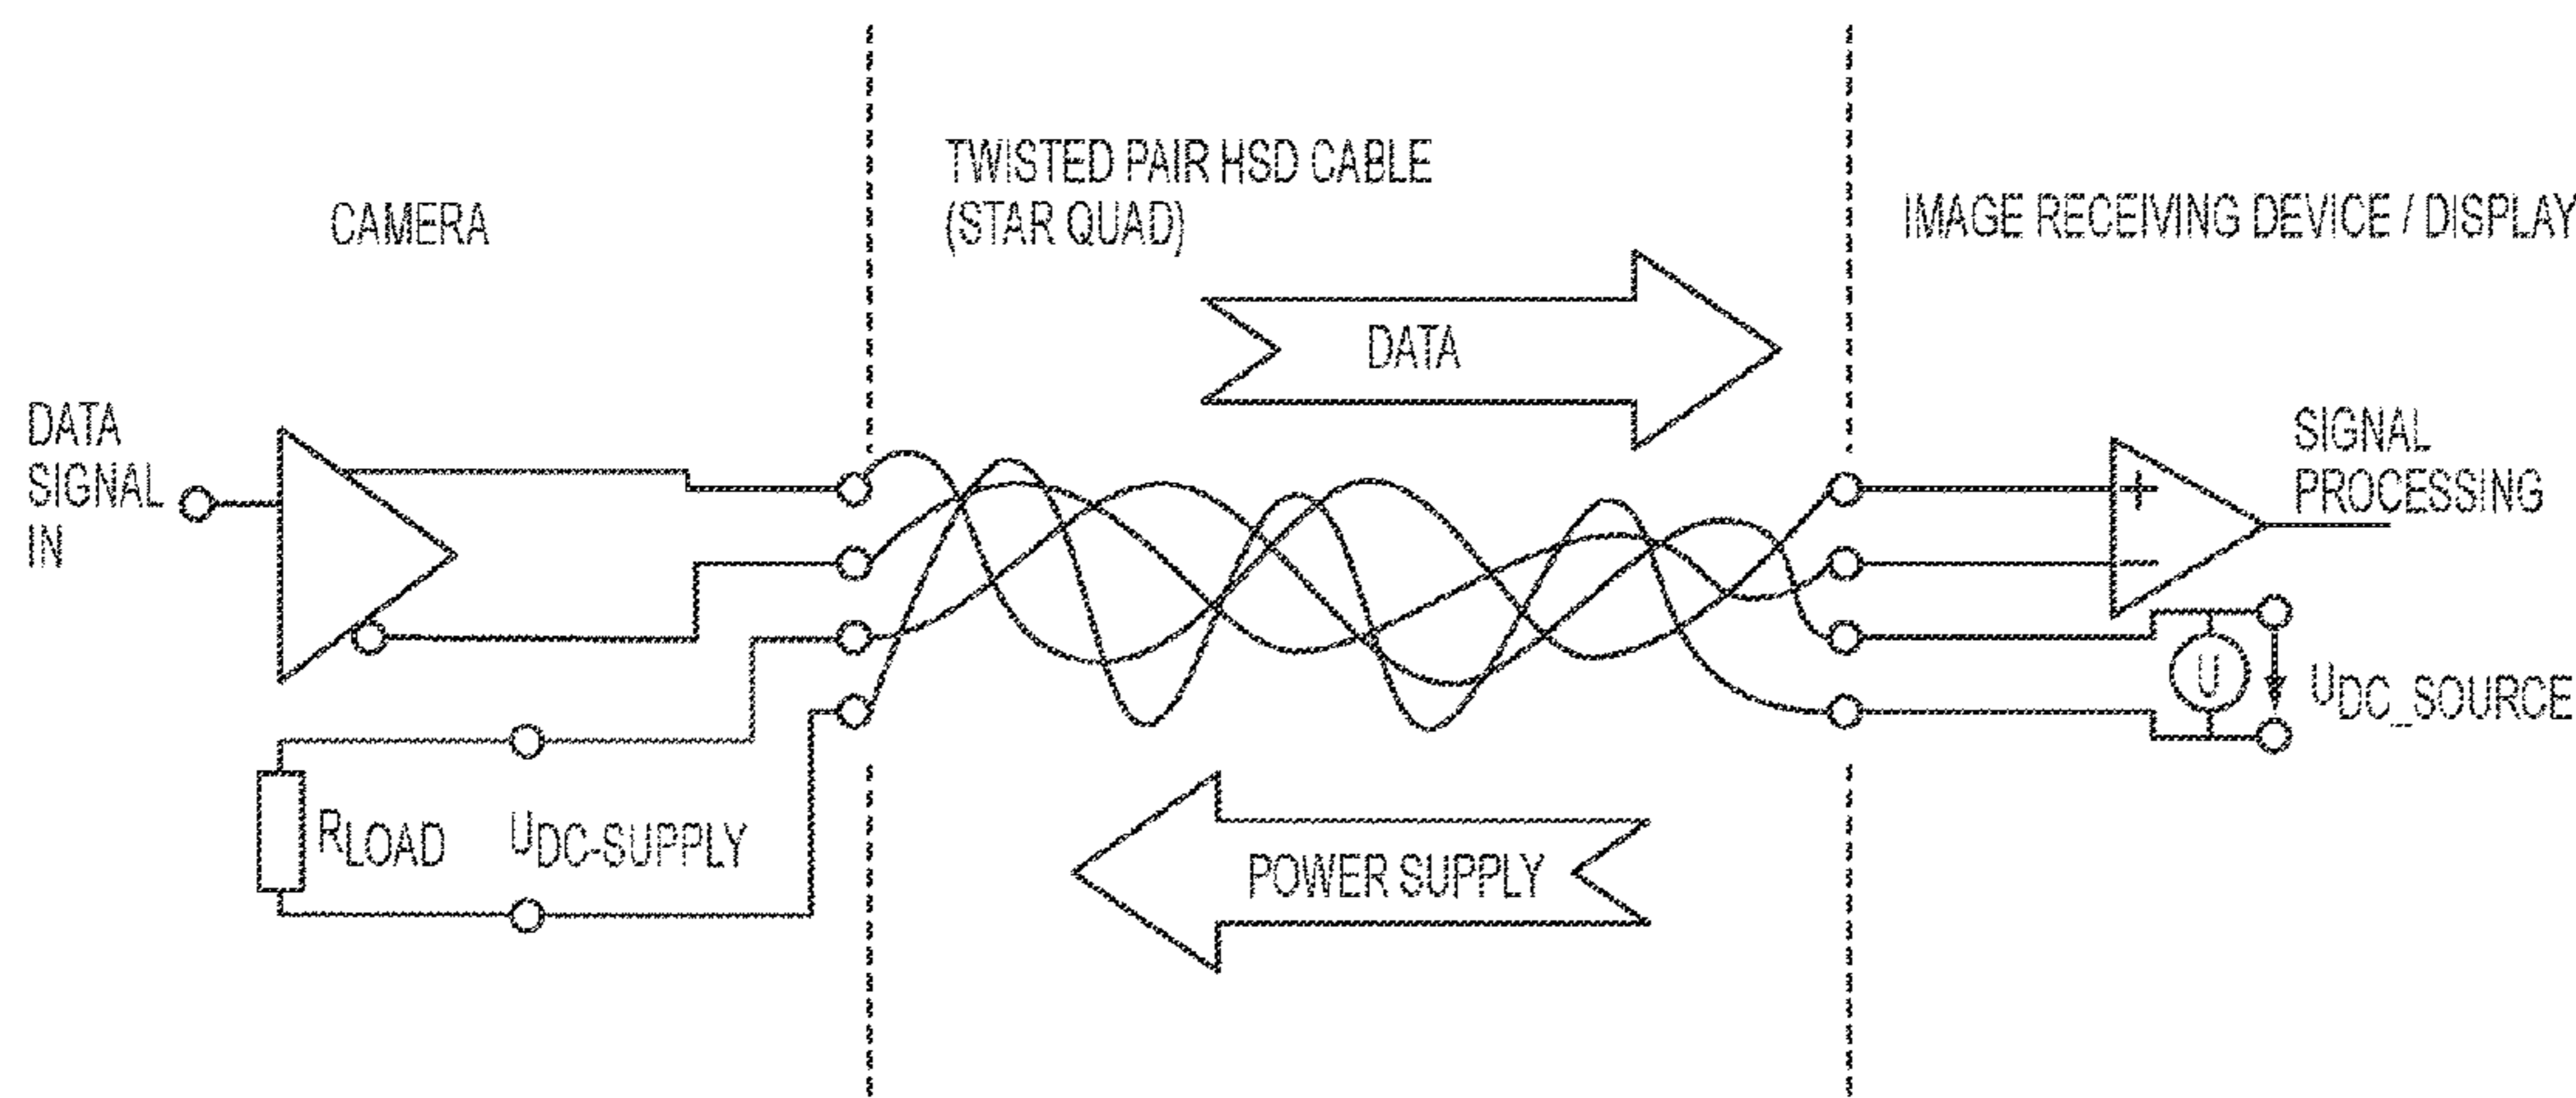 CAMERA
TWISTED PAIR HSD CABLE
(STAR QUAD)
IMAGE RECEIVING DEVICE / DISPLAY
DATA
DATA
SIGNAL
IN
SIGNAL
PROCESSING
+
-
U
UDC_SOURCE
RLOAD
UDC-SUPPLY
POWER SUPPLY